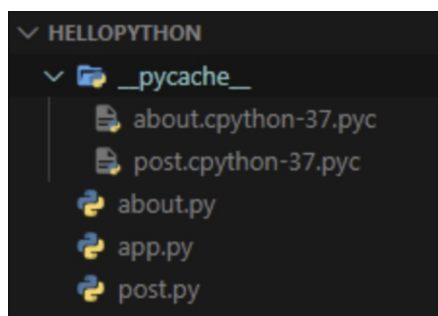 HELLOPYTHON
__pycache__
about.cpython-37.pyc
post.cpython-37.pyc
about.py
app.py
post.py